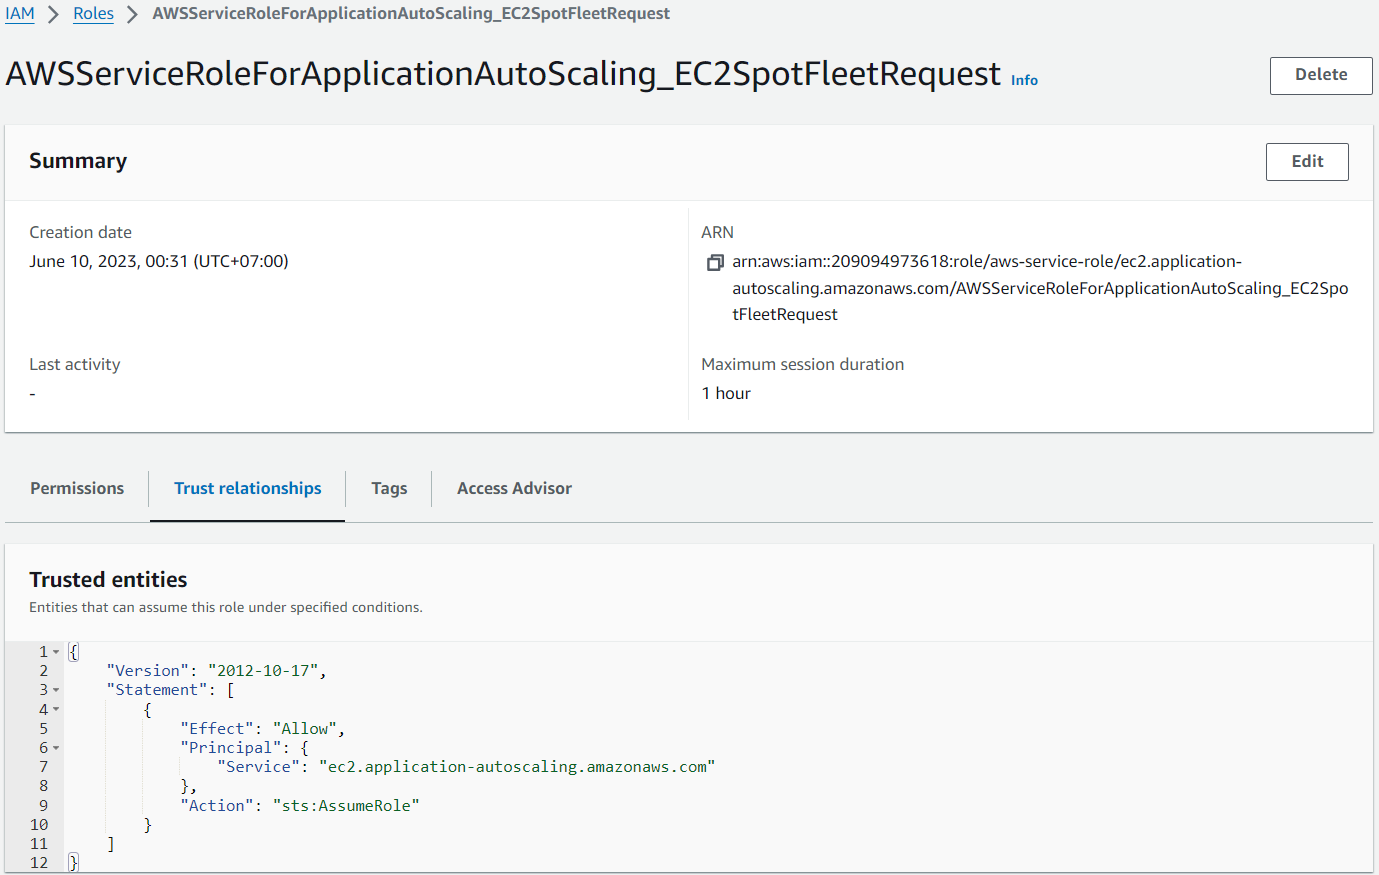 IAM > Roles > AWSServiceRoleForApplicationAutoScaling_EC2SpotFleetRequest
AWSServiceRoleForApplicationAutoScaling_EC2SpotFleetRequest Info
Delete
Summary
Edit
Creation date
June 10, 2023, 00:31 (UTC+07:00)
ARN
arn:aws:iam::209094973618:role/aws-service-role/ec2.application-
autoscaling.amazonaws.com/AWSServiceRoleForApplicationAutoScaling_EC2Spo
tFleetRequest
Last activity
-
Maximum session duration
1 hour
Permissions
Trust relationships
Tags
Access Advisor
Trusted entities
Entities that can assume this role under specified conditions.
1 {
2     "Version": "2012-10-17",
3     "Statement": [
4         {
5             "Effect": "Allow",
6             "Principal": {
7                 "Service": "ec2.application-autoscaling.amazonaws.com"
8             },
9             "Action": "sts:AssumeRole"
10         }
11     ]
12 }